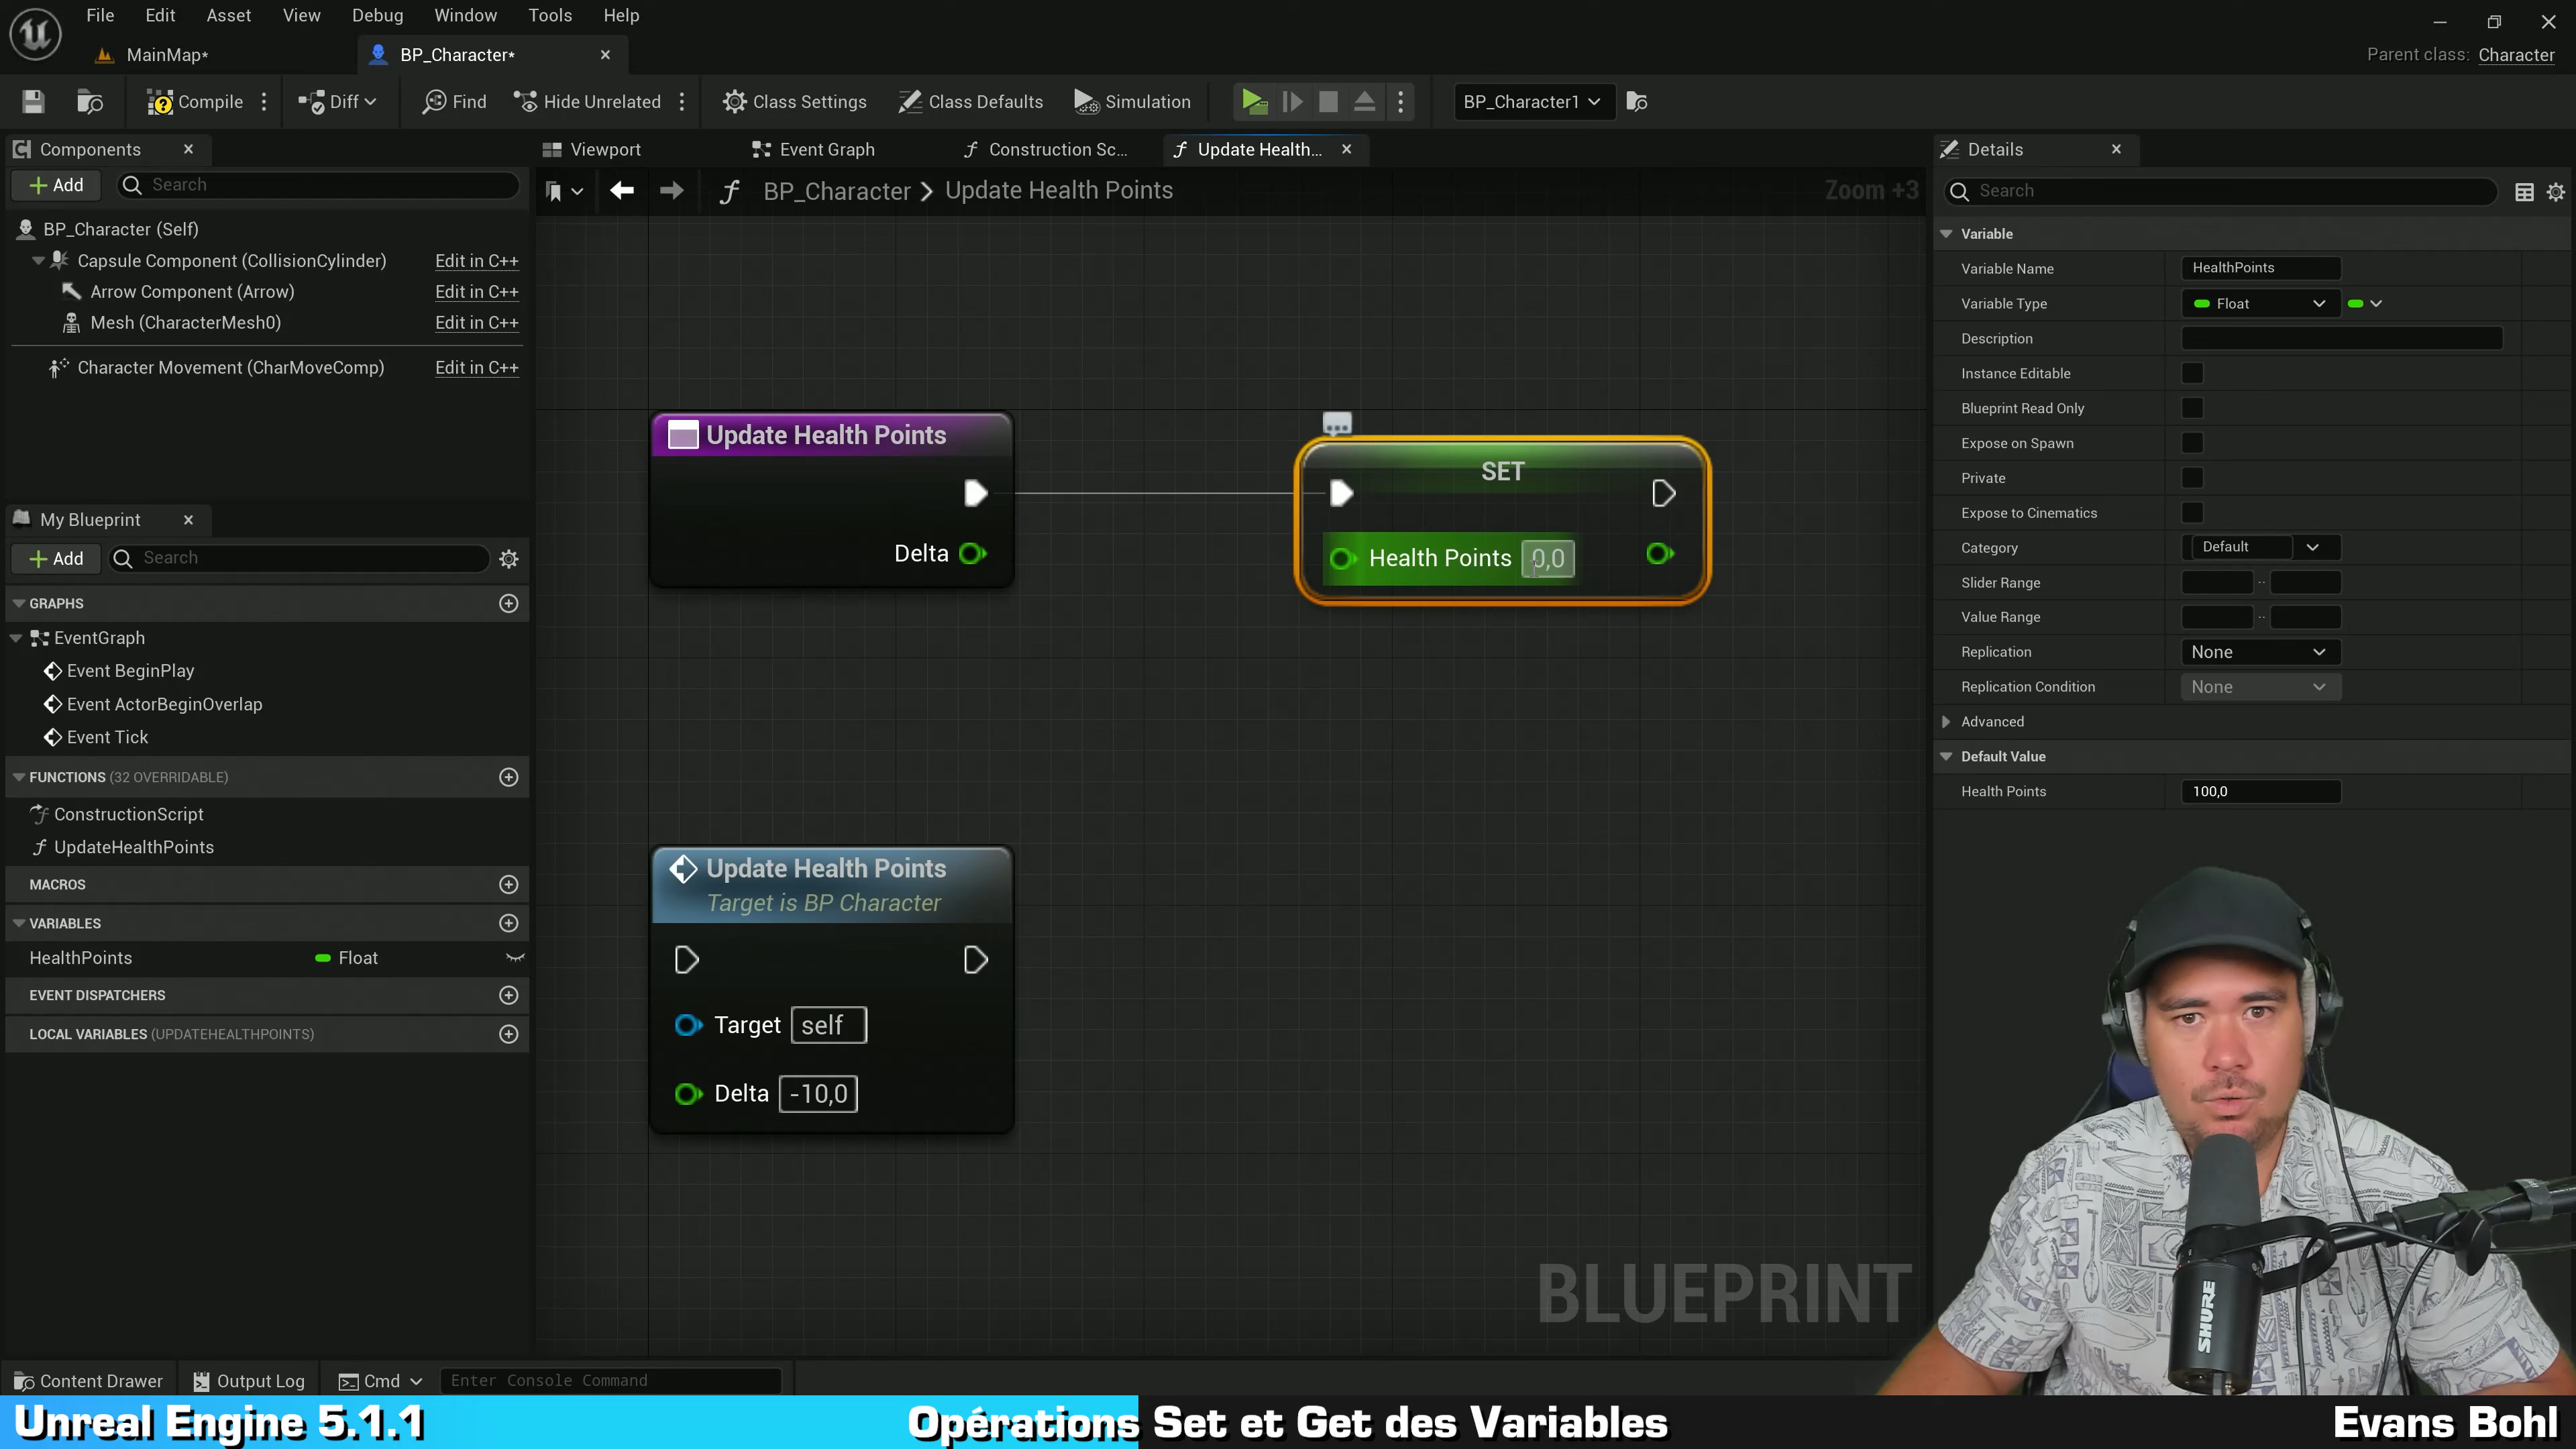 File Edit Asset View Debug Window Tools Help
MainMap* BP_Character*
Parent class: Character
Compile Diff Find Hide Unrelated Class Settings Class Defaults Simulation BP_Character1
Components
Viewport Event Graph Construction Sc... Update Health...
Details
Add Search
BP_Character > Update Health Points Zoom +3
Search
BP_Character (Self)
Capsule Component (CollisionCylinder) Edit in C++
Arrow Component (Arrow) Edit in C++
Mesh (CharacterMesh0) Edit in C++
Character Movement (CharMoveComp) Edit in C++
My Blueprint
Add Search
GRAPHS
EventGraph
Event BeginPlay
Event ActorBeginOverlap
Event Tick
FUNCTIONS (32 OVERRIDABLE)
ConstructionScript
UpdateHealthPoints
MACROS
VARIABLES
HealthPoints Float
EVENT DISPATCHERS
LOCAL VARIABLES (UPDATEHEALTHPOINTS)
Update Health Points
Delta
SET
Health Points 0,0
Update Health Points
Target is BP Character
Target self
Delta -10,0
BLUEPRINT
Variable
Variable Name HealthPoints
Variable Type Float
Description
Instance Editable
Blueprint Read Only
Expose on Spawn
Private
Expose to Cinematics
Category Default
Slider Range
Value Range
Replication None
Replication Condition None
Advanced
Default Value
Health Points 100,0
SHURE
Content Drawer Output Log Cmd Enter Console Command
Unreal Engine 5.1.1 Opérations Set et Get des Variables Evans Bohl